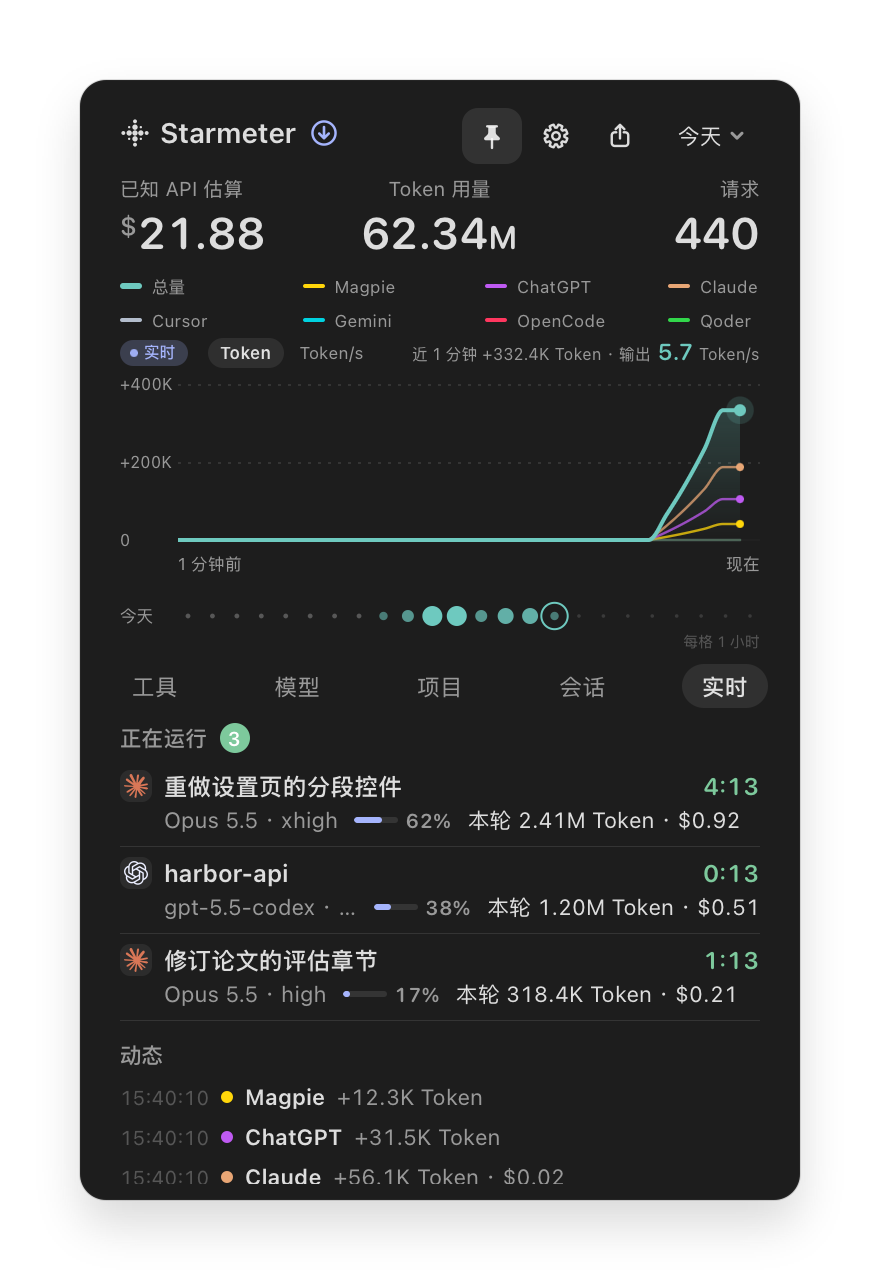 Starmeter 今天
已知 API 估算 Token 用量 请求
$21.88 62.34M 440
总量 Magpie ChatGPT Claude
Cursor Gemini OpenCode Qoder
实时 Token Token/s 近 1 分钟 +332.4K Token · 输出 5.7 Token/s
+400K
+200K
0
1 分钟前 现在
今天
每格 1 小时
工具 模型 项目 会话 实时
正在运行 3
重做设置页的分段控件 4:13
Opus 5.5 · xhigh 62% 本轮 2.41M Token · $0.92
harbor-api 0:13
gpt-5.5-codex · ... 38% 本轮 1.20M Token · $0.51
修订论文的评估章节 1:13
Opus 5.5 · high 17% 本轮 318.4K Token · $0.21
动态
15:40:10 Magpie +12.3K Token
15:40:10 ChatGPT +31.5K Token
15:40:10 Claude +56.1K Token · $0.02